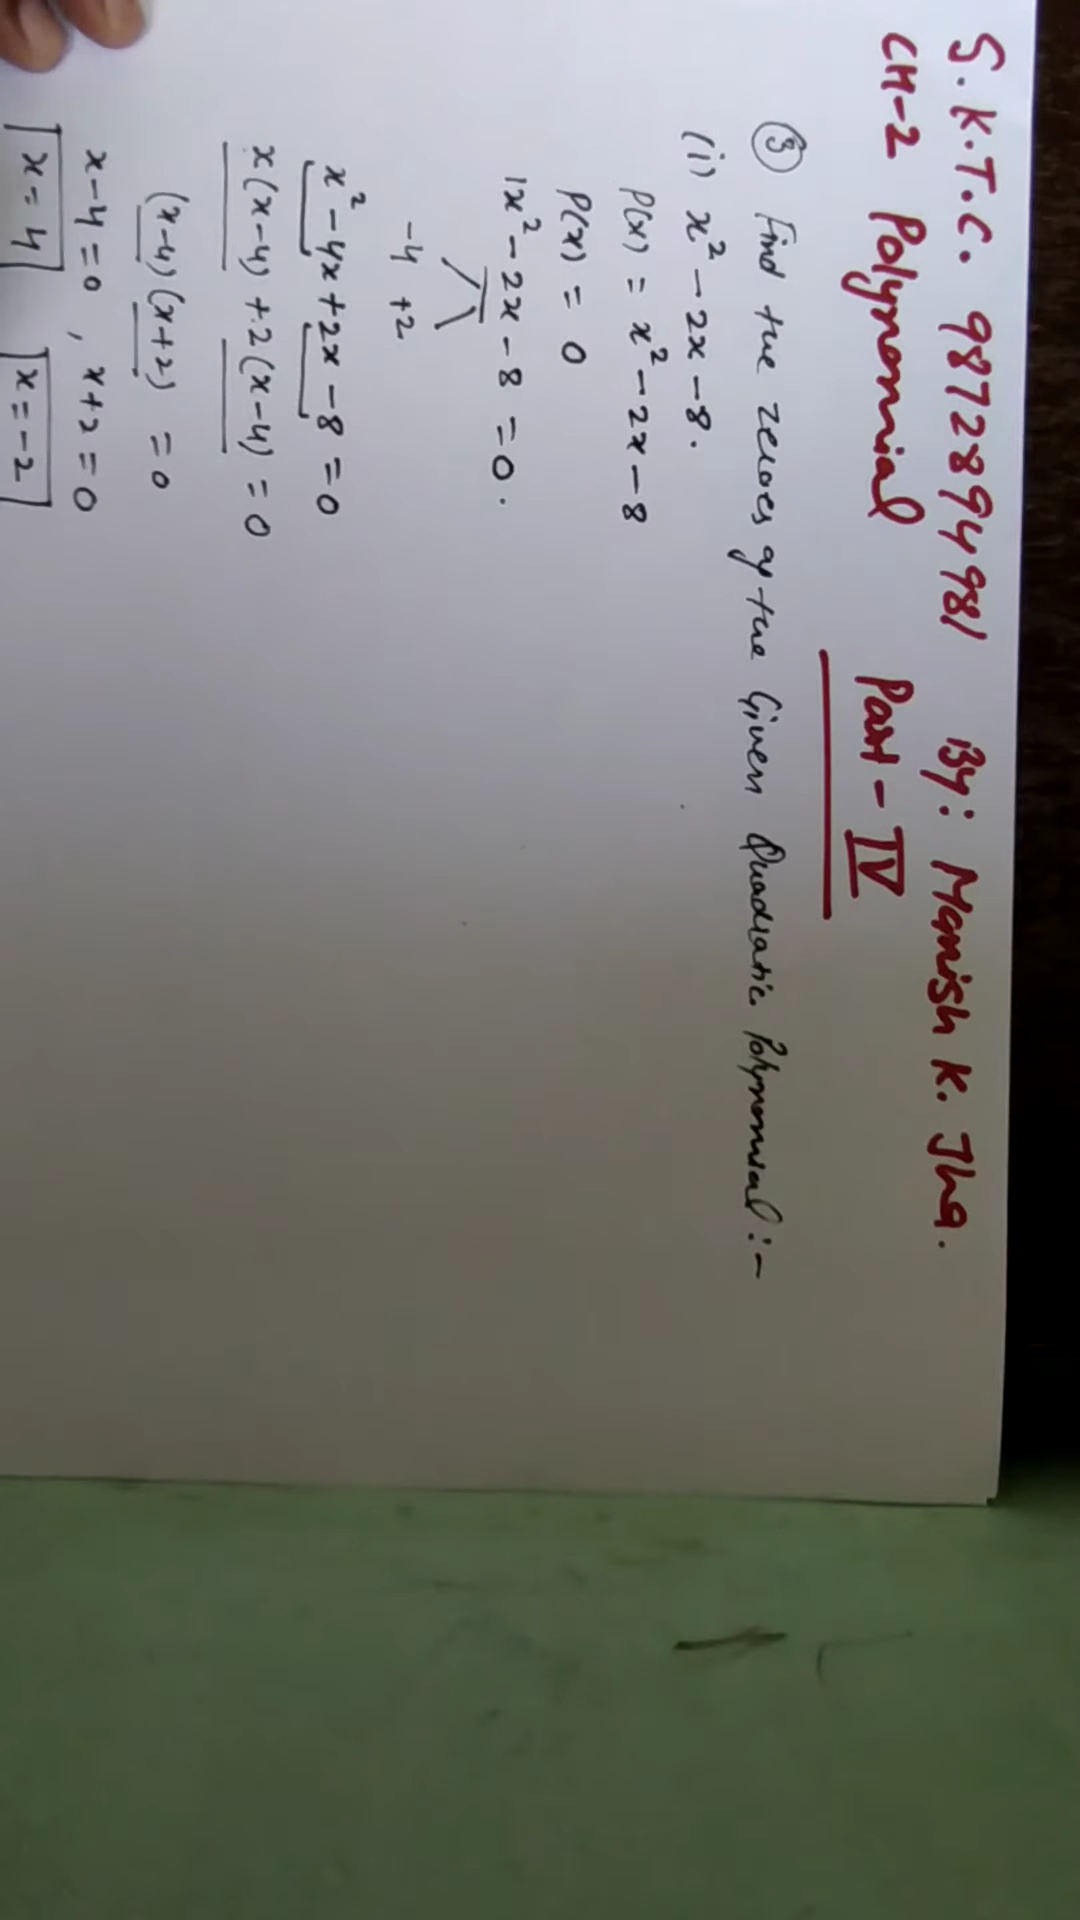 S.K.T.C. 9872894981 By: Manish K. Jha.
CH-2 Polynomial Part-IV
③ Find the zeroes of the Given Quadratic Polynomial:-
(i) x² - 2x - 8.
P(x) = x² - 2x - 8
P(x) = 0
1x² - 2x - 8 = 0.
-4 +2
x² - 4x + 2x - 8 = 0
x(x-4) + 2(x-4) = 0
(x-4)(x+2) = 0
x-4=0, x+2=0
x=4 x=-2